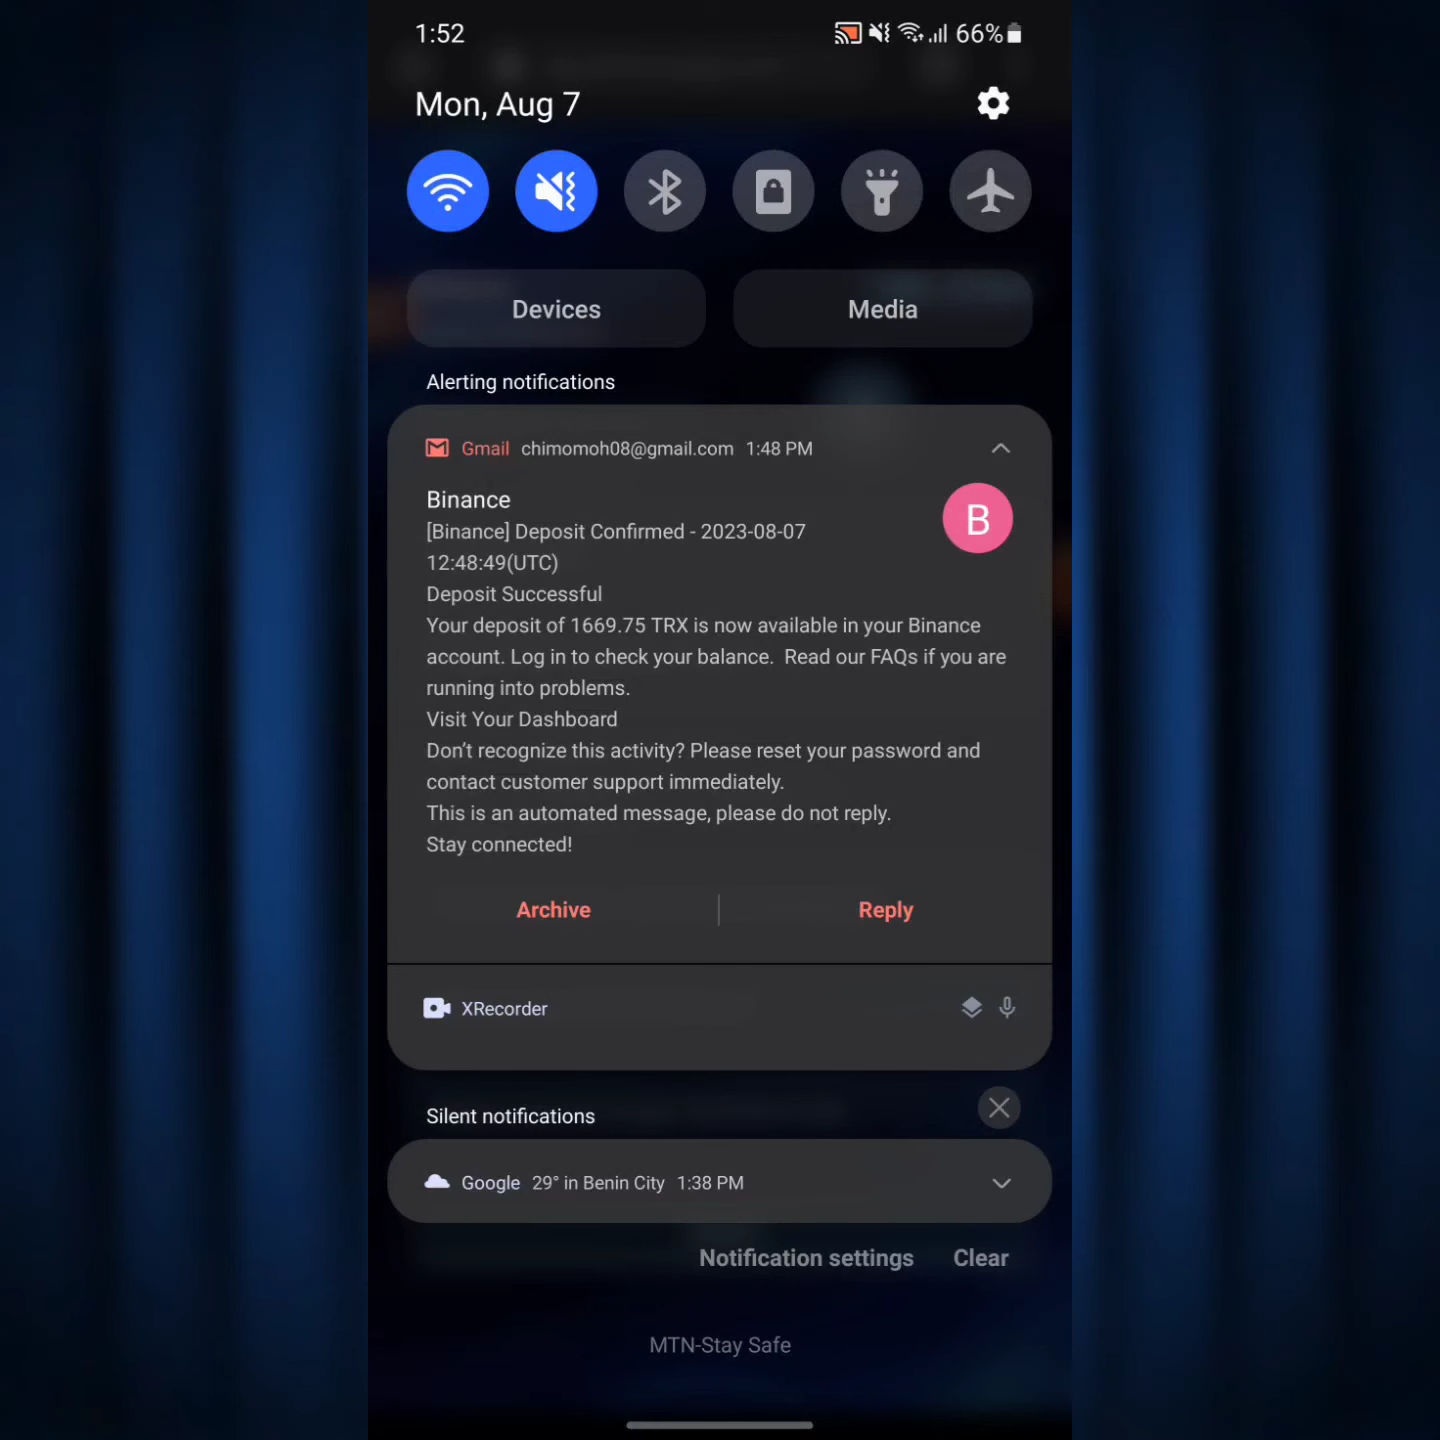 1:52
66%
Mon, Aug 7
Devices
Media
Alerting notifications
Gmail chimomoh08@gmail.com 1:48 PM
Binance
B
[Binance] Deposit Confirmed - 2023-08-07
12:48:49(UTC)
Deposit Successful
Your deposit of 1669.75 TRX is now available in your Binance
account. Log in to check your balance. Read our FAQs if you are
running into problems.
Visit Your Dashboard
Don't recognize this activity? Please reset your password and
contact customer support immediately.
This is an automated message, please do not reply.
Stay connected!
Archive
Reply
XRecorder
Silent notifications
Google 29° in Benin City 1:38 PM
Notification settings
Clear
MTN-Stay Safe